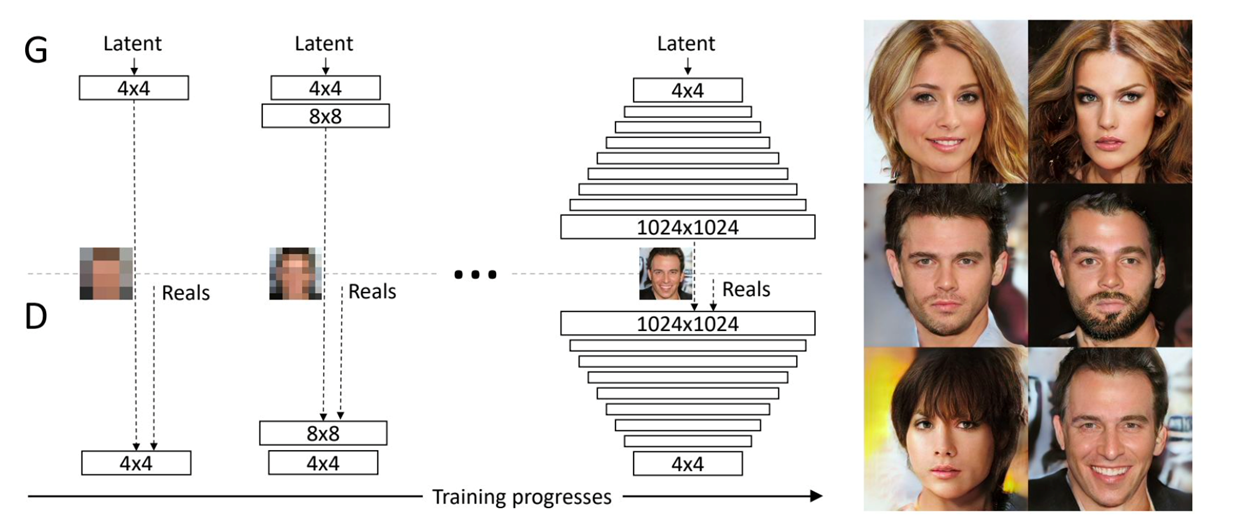 G
Latent
4x4
Latent
4x4
8x8
Latent
4x4
1024x1024
Reals
Reals
Reals
D
1024x1024
8x8
4x4
4x4
4x4
Training progresses